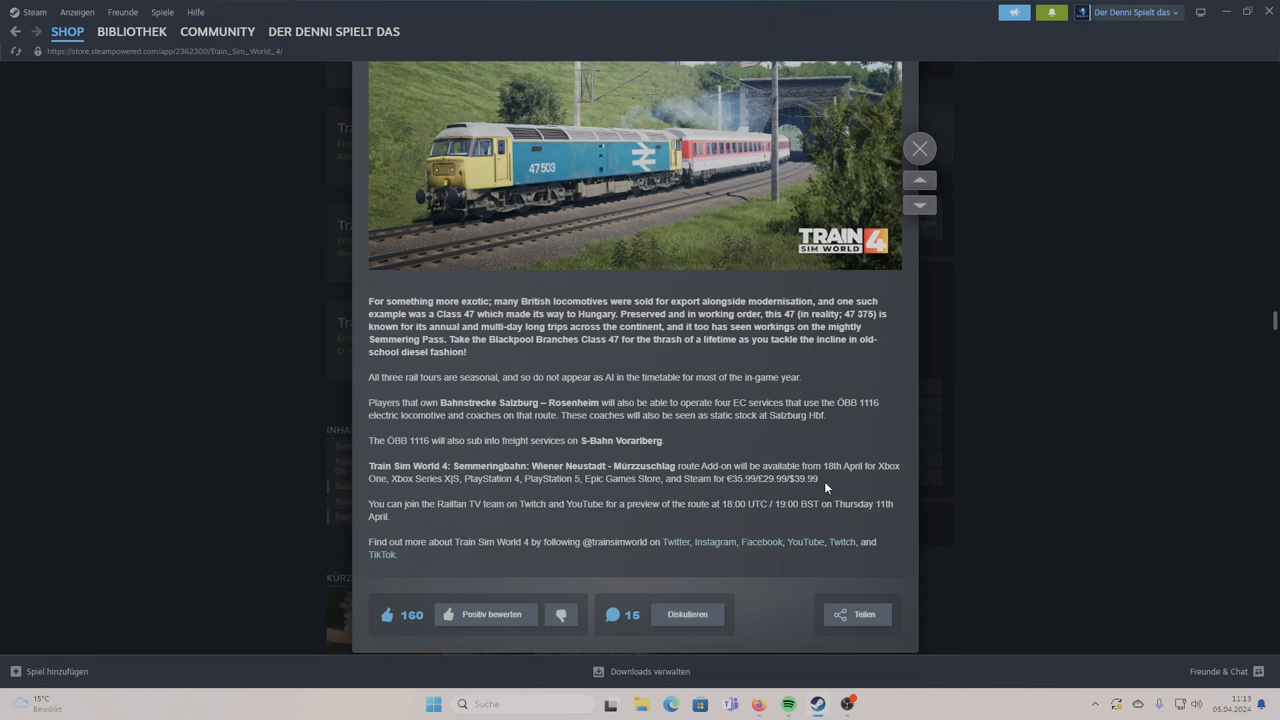 Steam Anzeigen Freunde Spiele Hilfe
Der Denni Spielt das
SHOP BIBLIOTHEK COMMUNITY DER DENNI SPIELT DAS
https://store.steampowered.com/app/2362300/Train_Sim_World_4/
47503
TRAIN
SIM WORLD 4
For something more exotic; many British locomotives were sold for export alongside modernisation, and one such
example was a Class 47 which made its way to Hungary. Preserved and in working order, this 47 (in reality; 47 375) is
known for its annual and multi-day long trips across the continent, and it too has seen workings on the mightly
Semmering Pass. Take the Blackpool Branches Class 47 for the thrash of a lifetime as you tackle the incline in old-
school diesel fashion!
All three rail tours are seasonal, and so do not appear as AI in the timetable for most of the in-game year.
Players that own Bahnstrecke Salzburg – Rosenheim will also be able to operate four EC services that use the ÖBB 1116
electric locomotive and coaches on that route. These coaches will also be seen as static stock at Salzburg Hbf.
The ÖBB 1116 will also sub into freight services on S-Bahn Vorarlberg.
Train Sim World 4: Semmeringbahn: Wiener Neustadt - Mürzzuschlag route Add-on will be available from 18th April for Xbox
One, Xbox Series X|S, PlayStation 4, PlayStation 5, Epic Games Store, and Steam for €35.99/£29.99/$39.99
You can join the Railfan TV team on Twitch and YouTube for a preview of the route at 18:00 UTC / 19:00 BST on Thursday 11th
April.
Find out more about Train Sim World 4 by following @trainsimworld on Twitter, Instagram, Facebook, YouTube, Twitch, and
TikTok.
160 Positiv bewerten 15 Diskutieren Teilen
Spiel hinzufügen Downloads verwalten Freunde & Chat
15°C
Bewölkt
Suche
11:13
05.04.2024